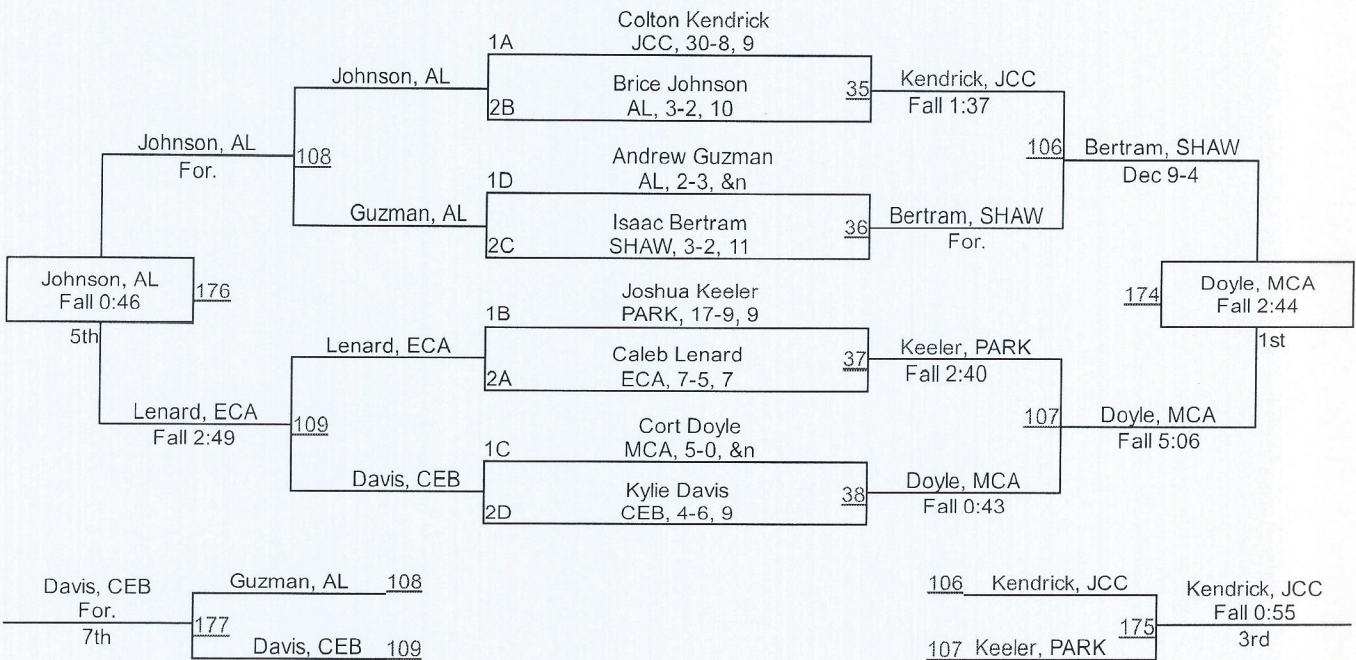 Colton Kendrick
1A
JCC, 30-8, 9
Johnson, AL
Brice Johnson
AL, 3-2, 10
2B
35
Kendrick, JCC
Fall 1:37
Johnson, AL
For.
108
106
Bertram, SHAW
Dec 9-4
Andrew Guzman
1D
AL, 2-3, &n
Guzman, AL
Isaac Bertram
SHAW, 3-2, 11
2C
36
Bertram, SHAW
For.
Johnson, AL
Fall 0:46
176
5th
174
Doyle, MCA
Fall 2:44
1st
Joshua Keeler
1B
PARK, 17-9, 9
Lenard, ECA
Caleb Lenard
ECA, 7-5, 7
2A
37
Keeler, PARK
Fall 2:40
Lenard, ECA
Fall 2:49
109
107
Doyle, MCA
Fall 5:06
Cort Doyle
1C
MCA, 5-0, &n
Davis, CEB
Kylie Davis
CEB, 4-6, 9
2D
38
Doyle, MCA
Fall 0:43
Davis, CEB
For.
7th
Guzman, AL 108
177
Davis, CEB 109
106 Kendrick, JCC
175
107 Keeler, PARK
Kendrick, JCC
Fall 0:55
3rd